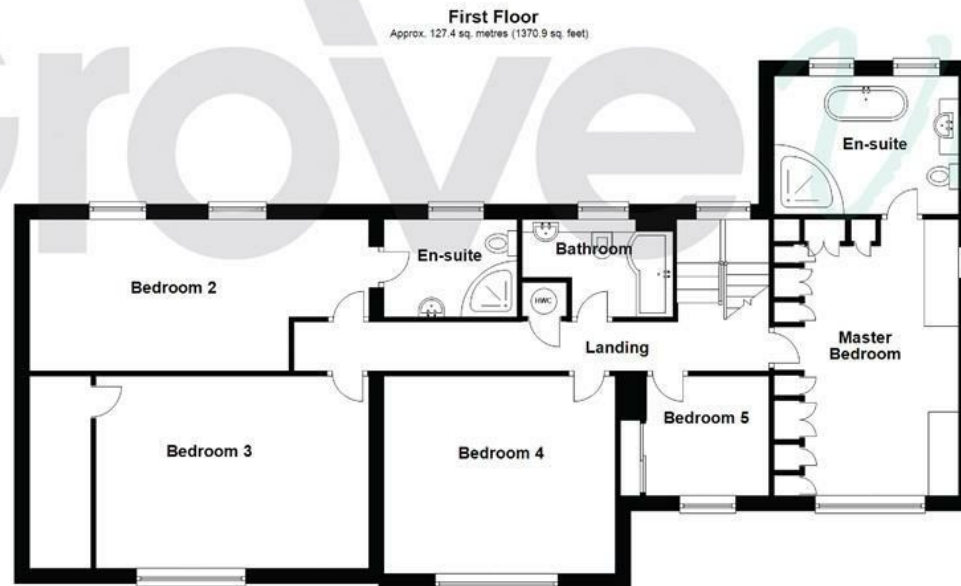 First Floor
Approx. 127.4 sq. metres (1370.9 sq. feet)
Grove
En-suite
En-suite
Bathroom
Bedroom 2
HWC
Landing
Master
Bedroom
Bedroom 5
Bedroom 3
Bedroom 4